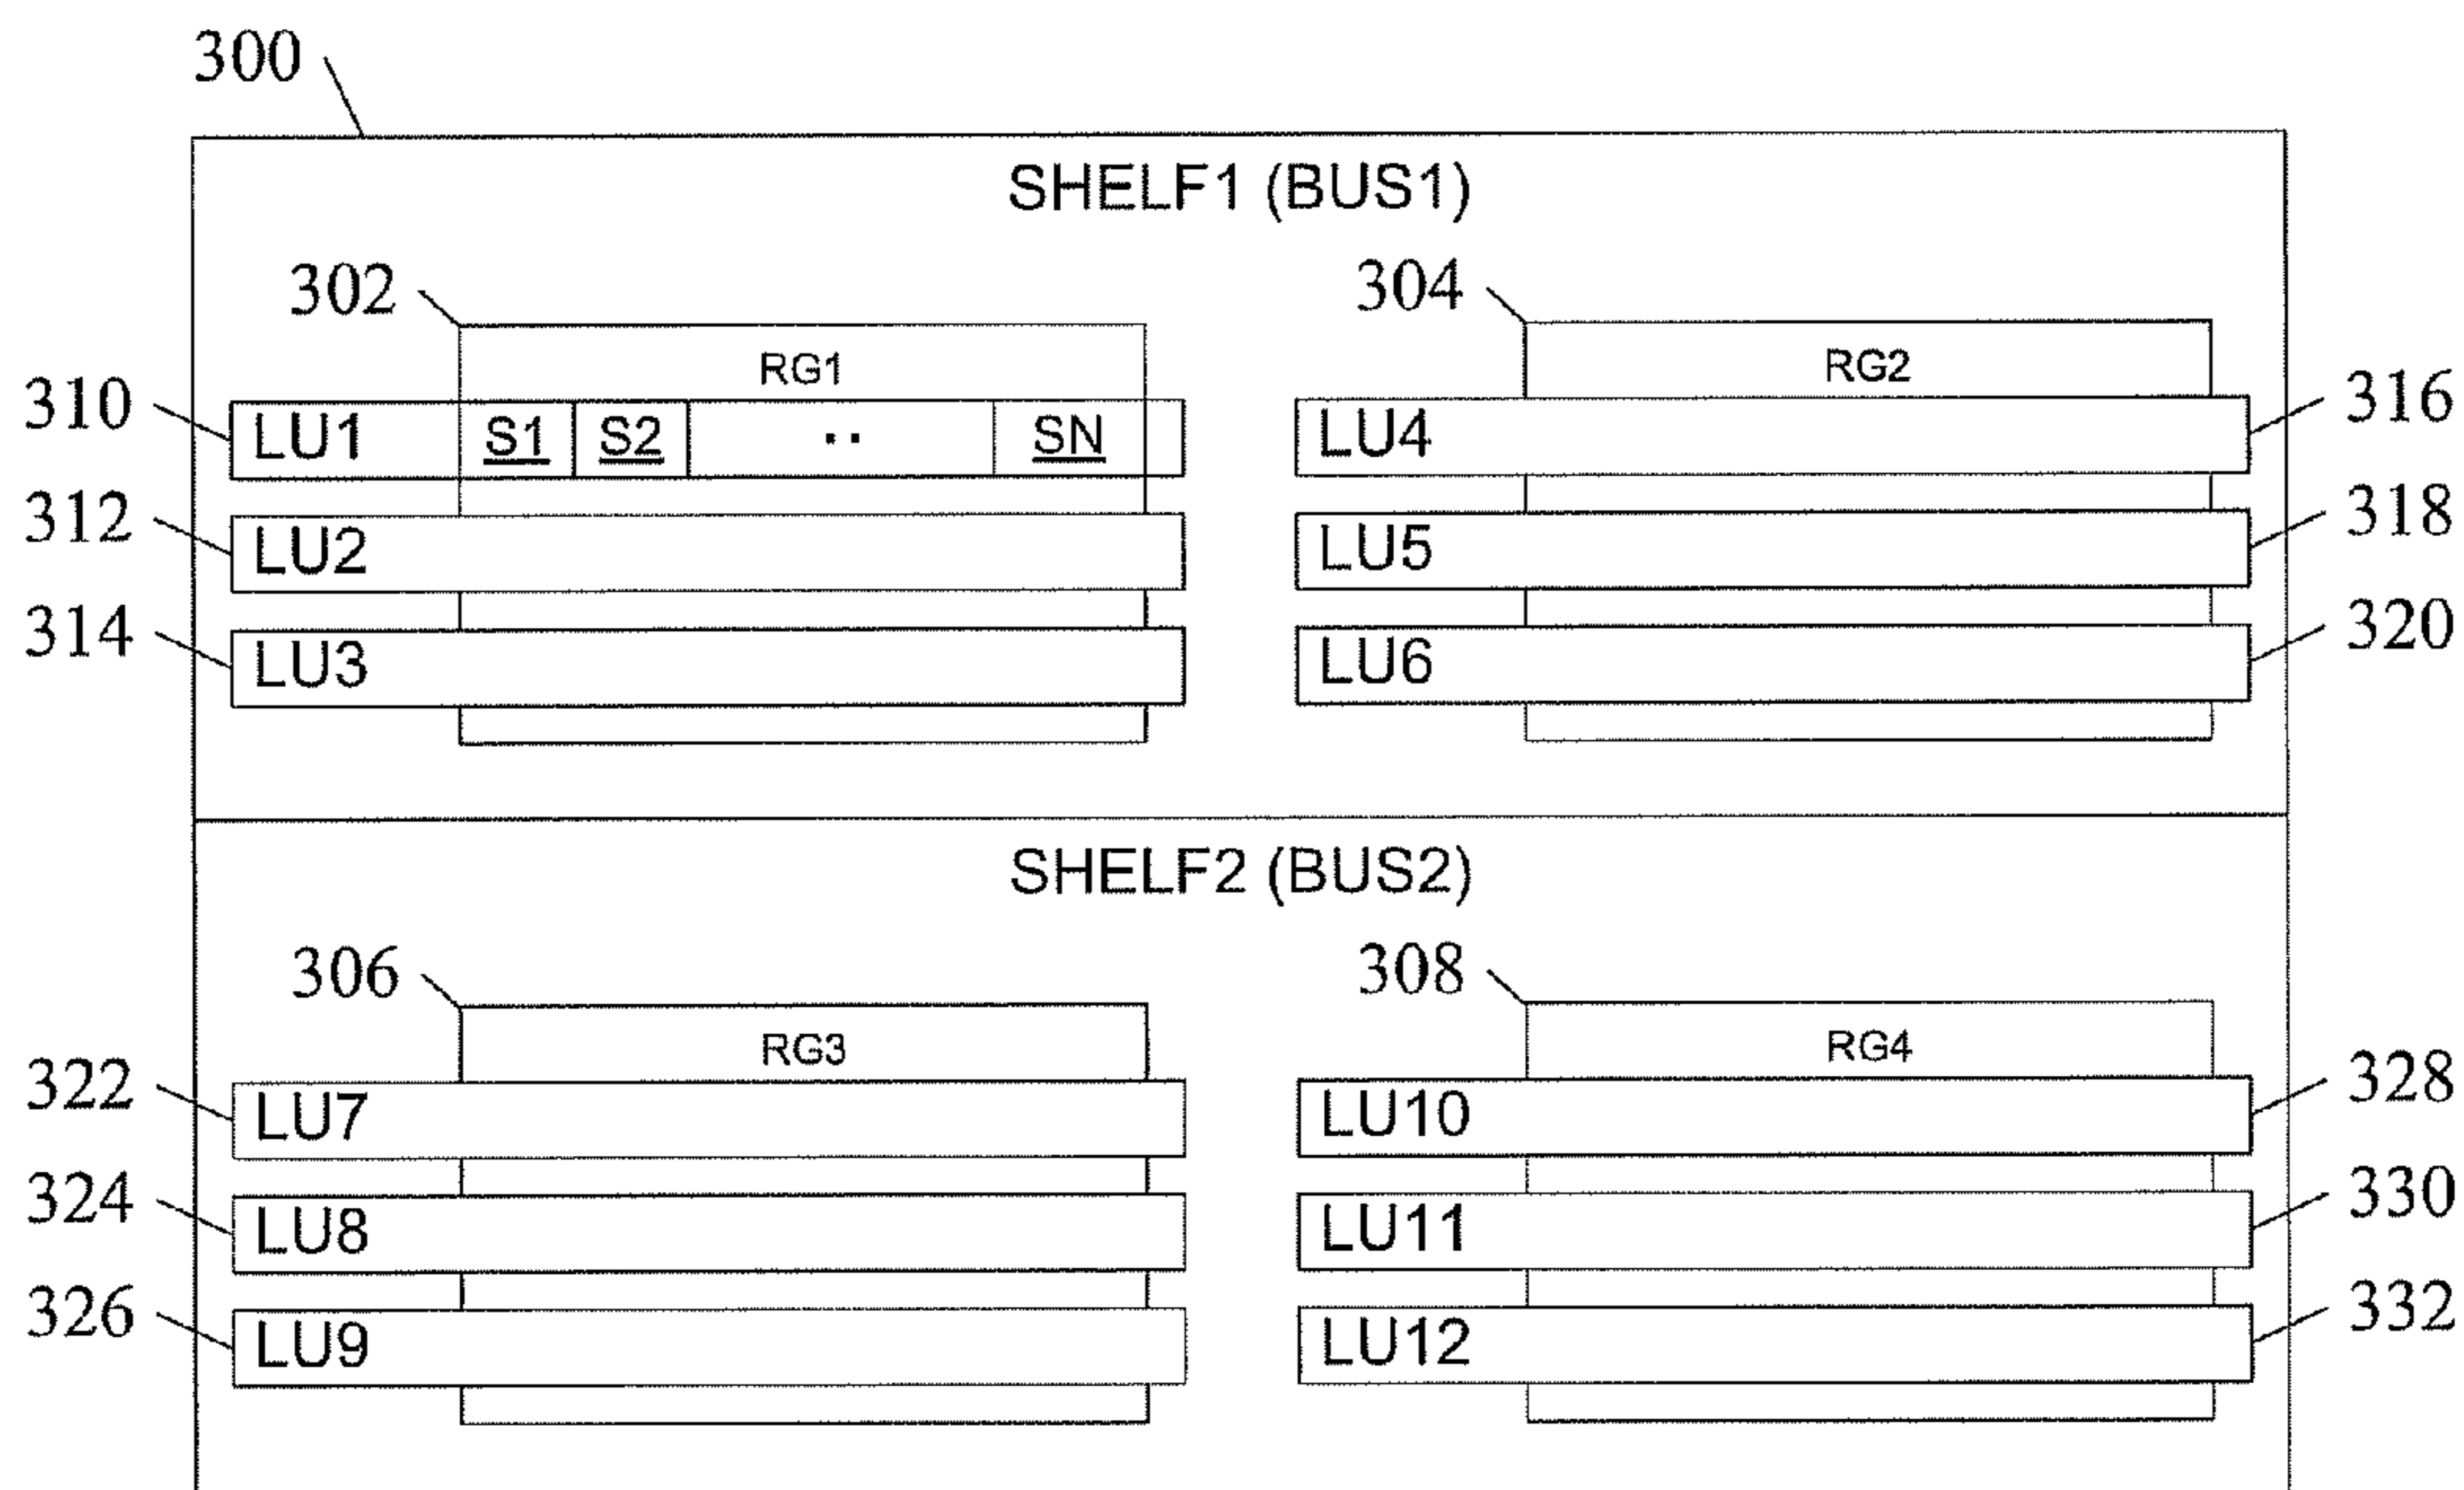 300
SHELF1 (BUS1)
302
304
RG1
RG2
310
LU1 S1 S2 .. SN
LU4
316
312
LU2
LU5
318
314
LU3
LU6
320
SHELF2 (BUS2)
306
308
RG3
RG4
322
LU7
LU10
328
324
LU8
LU11
330
326
LU9
LU12
332